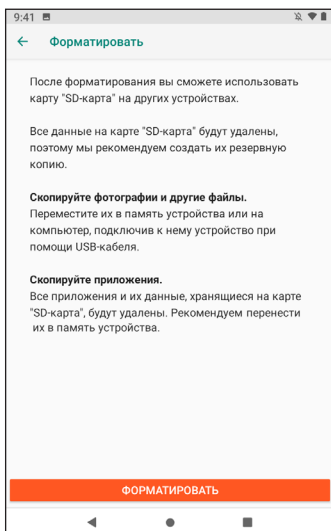 9:41
Форматировать
После форматирования вы сможете использовать
карту "SD-карта" на других устройствах.
Все данные на карте "SD-карта" будут удалены,
поэтому мы рекомендуем создать их резервную
копию.
Скопируйте фотографии и другие файлы.
Переместите их в память устройства или на
компьютер, подключив к нему устройство при
помощи USB-кабеля.
Скопируйте приложения.
Все приложения и их данные, хранящиеся на карте
"SD-карта", будут удалены. Рекомендуем перенести
их в память устройства.
ФОРМАТИРОВАТЬ